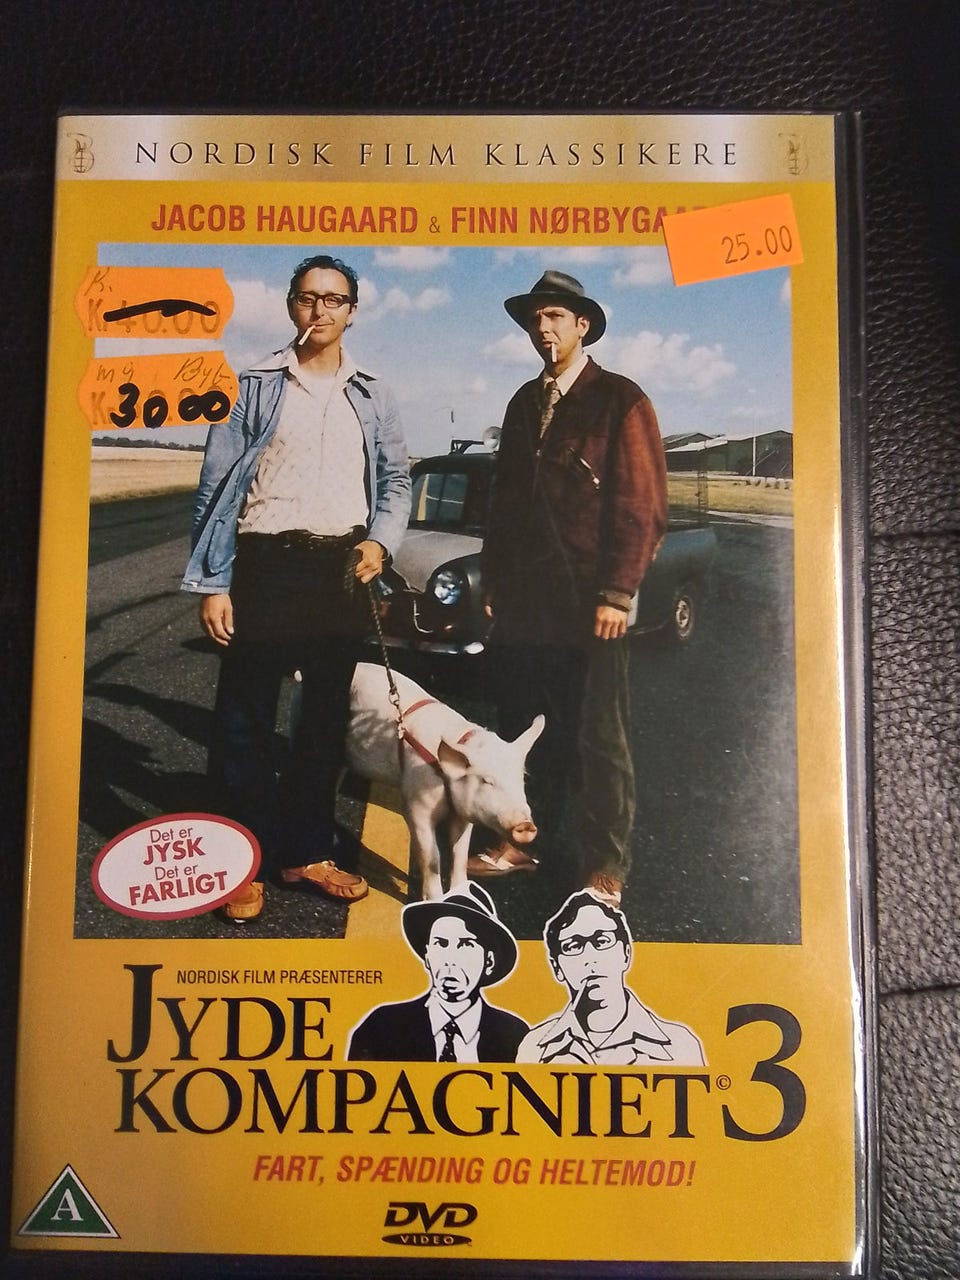 NORDISK FILM KLASSIKERE
JACOB HAUGAARD & FINN
25.00
K.
Kr 40.00
30.00
Det er
JYSK
Det er
FARLIGT
NORDISK FILM PRÆSENTERER
JYDE
KOMPAGNIET © 3
FART, SPÆNDING OG HELTEMOD!
A
DVD
VIDEO